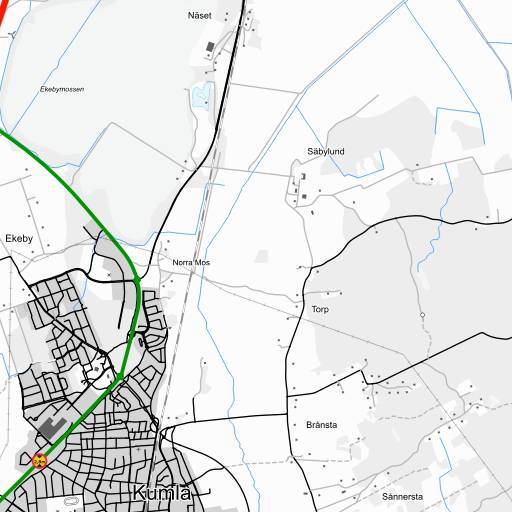 Näset
Ekebymossen
Säbylund
Ekeby
Norra Mos
Torp
Brånsta
Kumla
Sånnersta